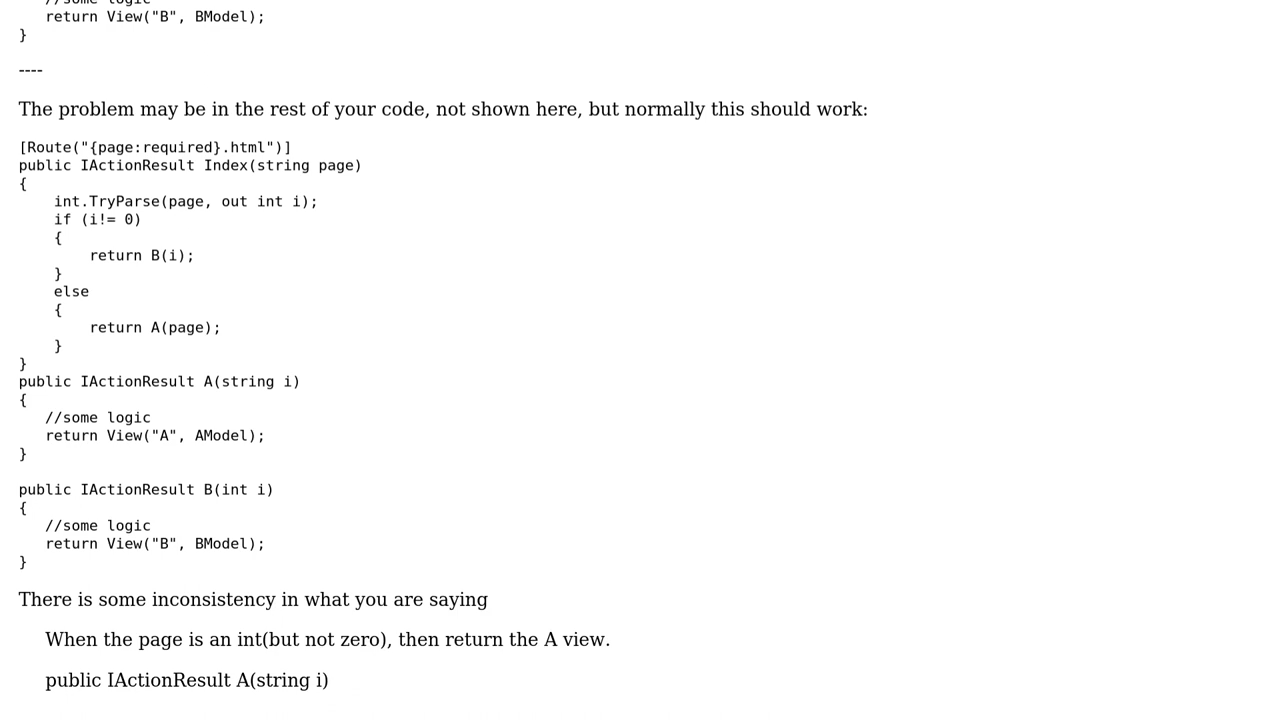 //some logic
   return View("B", BModel);
}
----
The problem may be in the rest of your code, not shown here, but normally this should work:
[Route("{page:required}.html")]
public IActionResult Index(string page)
{
    int.TryParse(page, out int i);
    if (i!= 0)
    {
        return B(i);
    }
    else
    {
        return A(page);
    }
}
public IActionResult A(string i)
{
   //some logic
   return View("A", AModel);
}

public IActionResult B(int i)
{
   //some logic
   return View("B", BModel);
}
There is some inconsistency in what you are saying
When the page is an int(but not zero), then return the A view.
public IActionResult A(string i)